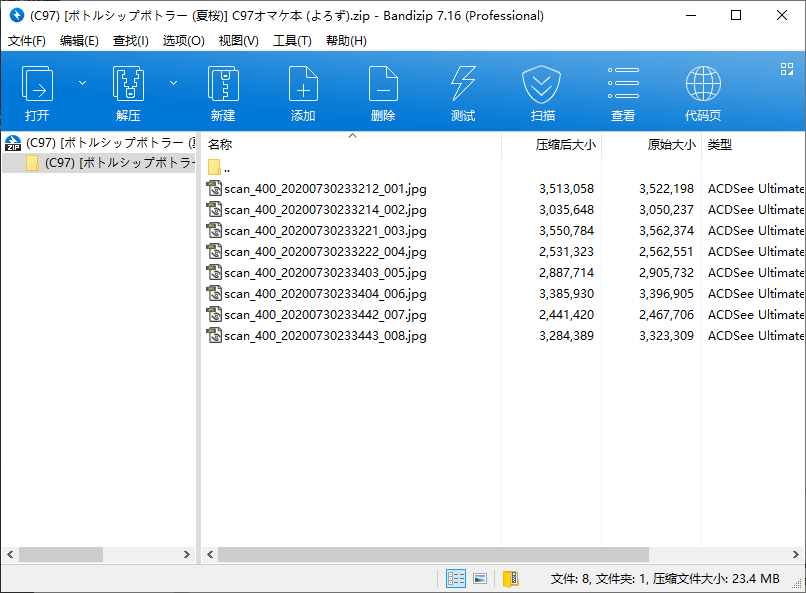 (C97) [ボトルシップボトラー (夏桜)] C97オマケ本 (よろず).zip - Bandizip 7.16 (Professional)
文件(F) 编辑(E) 查找(I) 选项(O) 视图(V) 工具(T) 帮助(H)
打开 解压 新建 添加 删除 测试 扫描 查看 代码页
(C97) [ボトルシップボトラー (
(C97) [ボトルシップボトラー
名称 压缩后大小 原始大小 类型
..
scan_400_20200730233212_001.jpg 3,513,058 3,522,198 ACDSee Ultimate
scan_400_20200730233214_002.jpg 3,035,648 3,050,237 ACDSee Ultimate
scan_400_20200730233221_003.jpg 3,550,784 3,562,374 ACDSee Ultimate
scan_400_20200730233222_004.jpg 2,531,323 2,562,551 ACDSee Ultimate
scan_400_20200730233403_005.jpg 2,887,714 2,905,732 ACDSee Ultimate
scan_400_20200730233404_006.jpg 3,385,930 3,396,905 ACDSee Ultimate
scan_400_20200730233442_007.jpg 2,441,420 2,467,706 ACDSee Ultimate
scan_400_20200730233443_008.jpg 3,284,389 3,323,309 ACDSee Ultimate
文件: 8, 文件夹: 1, 压缩文件大小: 23.4 MB